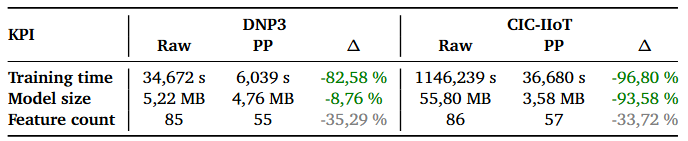 KPI DNP3 CIC-IIoT
Raw PP Δ Raw PP Δ
Training time 34,672 s 6,039 s -82,58 % 1146,239 s 36,680 s -96,80 %
Model size 5,22 MB 4,76 MB -8,76 % 55,80 MB 3,58 MB -93,58 %
Feature count 85 55 -35,29 % 86 57 -33,72 %